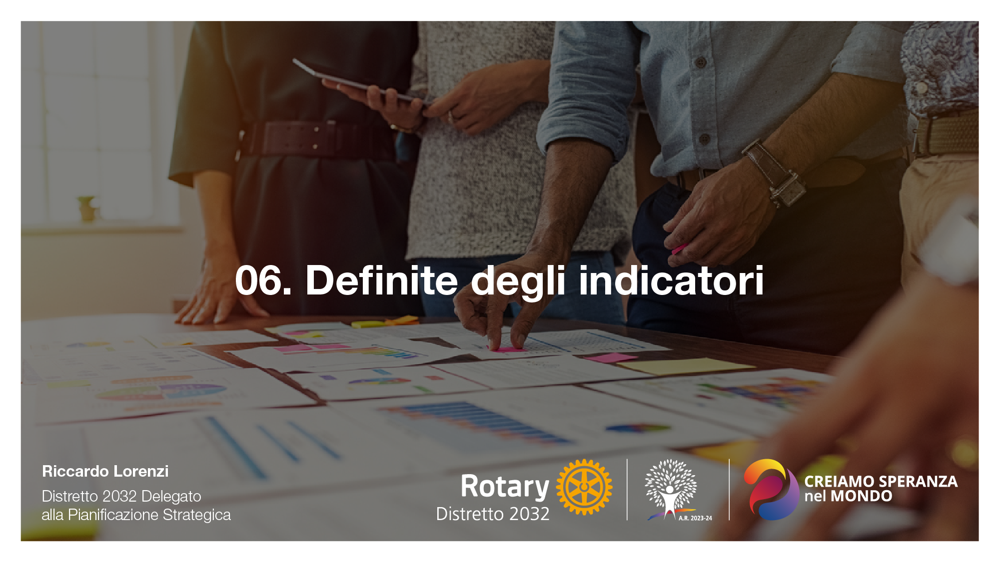 06. Definite degli indicatori
Riccardo Lorenzi
Distretto 2032 Delegato
alla Pianificazione Strategica
Rotary
Distretto 2032
A.R. 2023-24
CREIAMO SPERANZA
nel MONDO